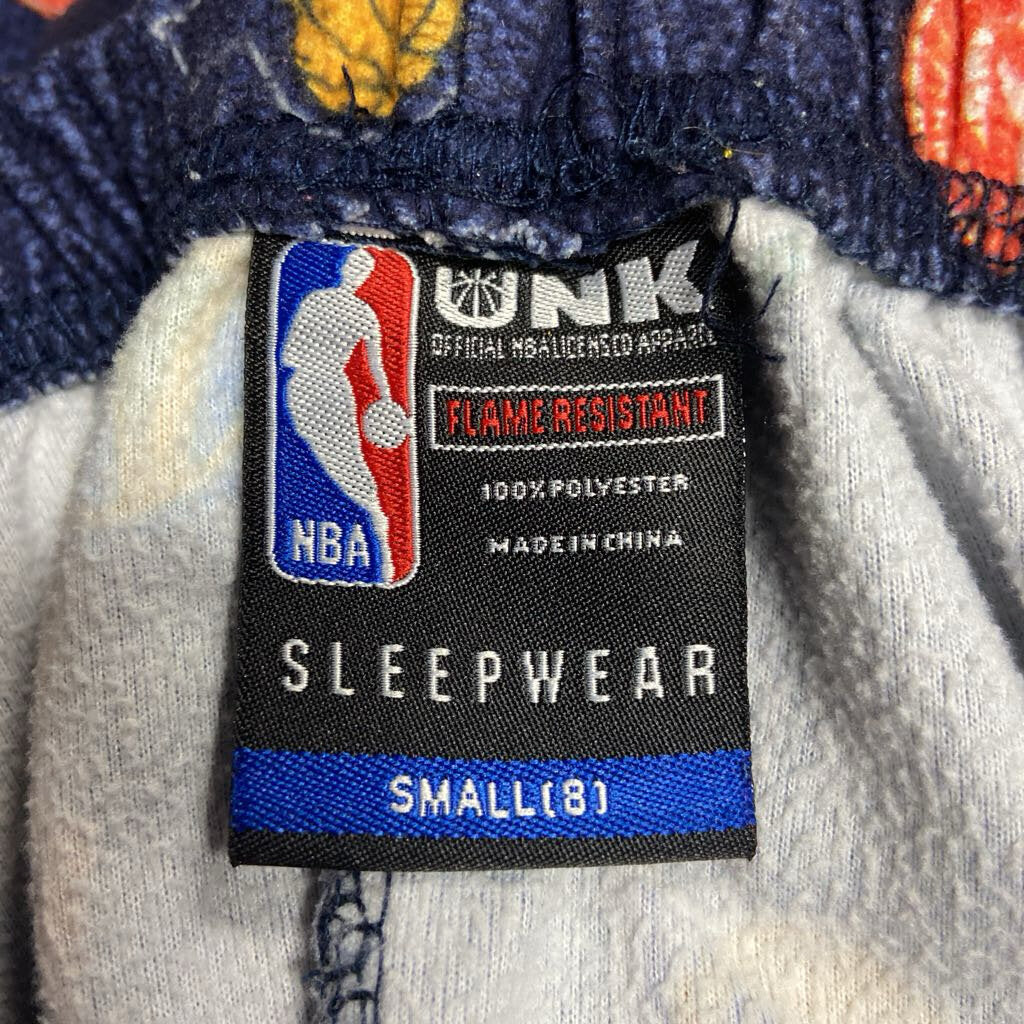 UNK
OFFICIAL NBA LICENSED APPAREL
FLAME RESISTANT
100% POLYESTER
MADE IN CHINA
NBA
SLEEPWEAR
SMALL(8)